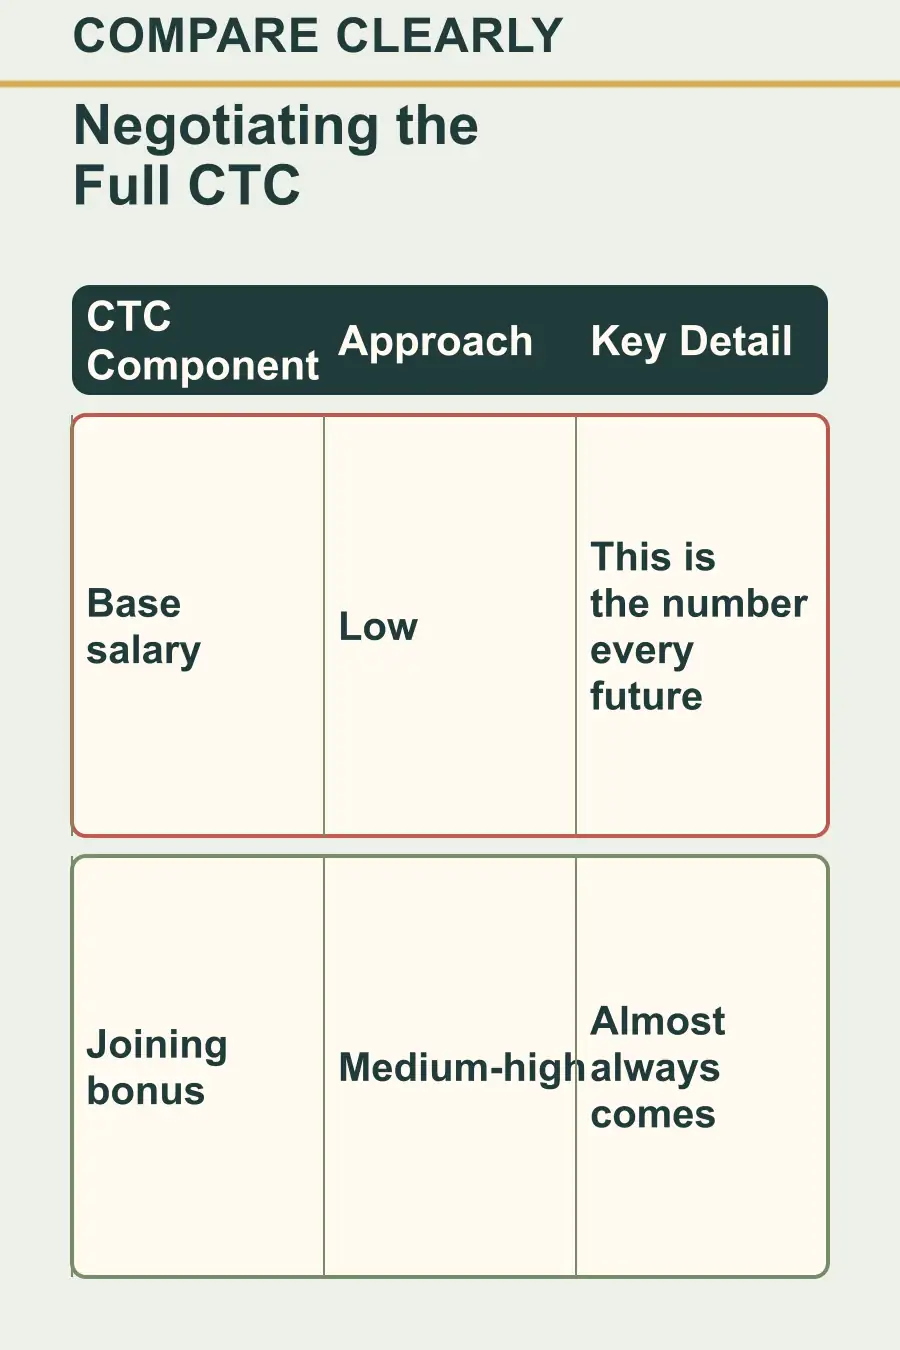 COMPARE CLEARLY
Negotiating the
Full CTC
CTC
Component
Approach
Key Detail
Base
salary
Low
This is
the number
every
future
Joining
bonus
Medium-high
Almost
always
comes